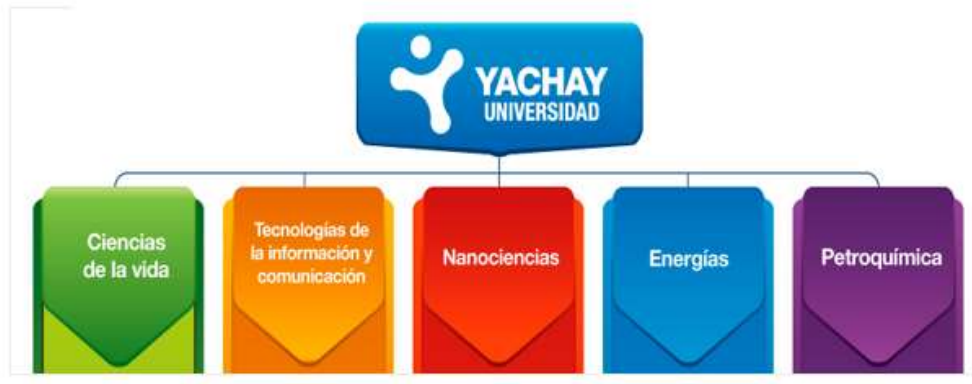 YACHAY
UNIVERSIDAD
Ciencias
de la vida
Tecnologías de
la información y
comunicación
Nanociencias
Energías
Petroquímica